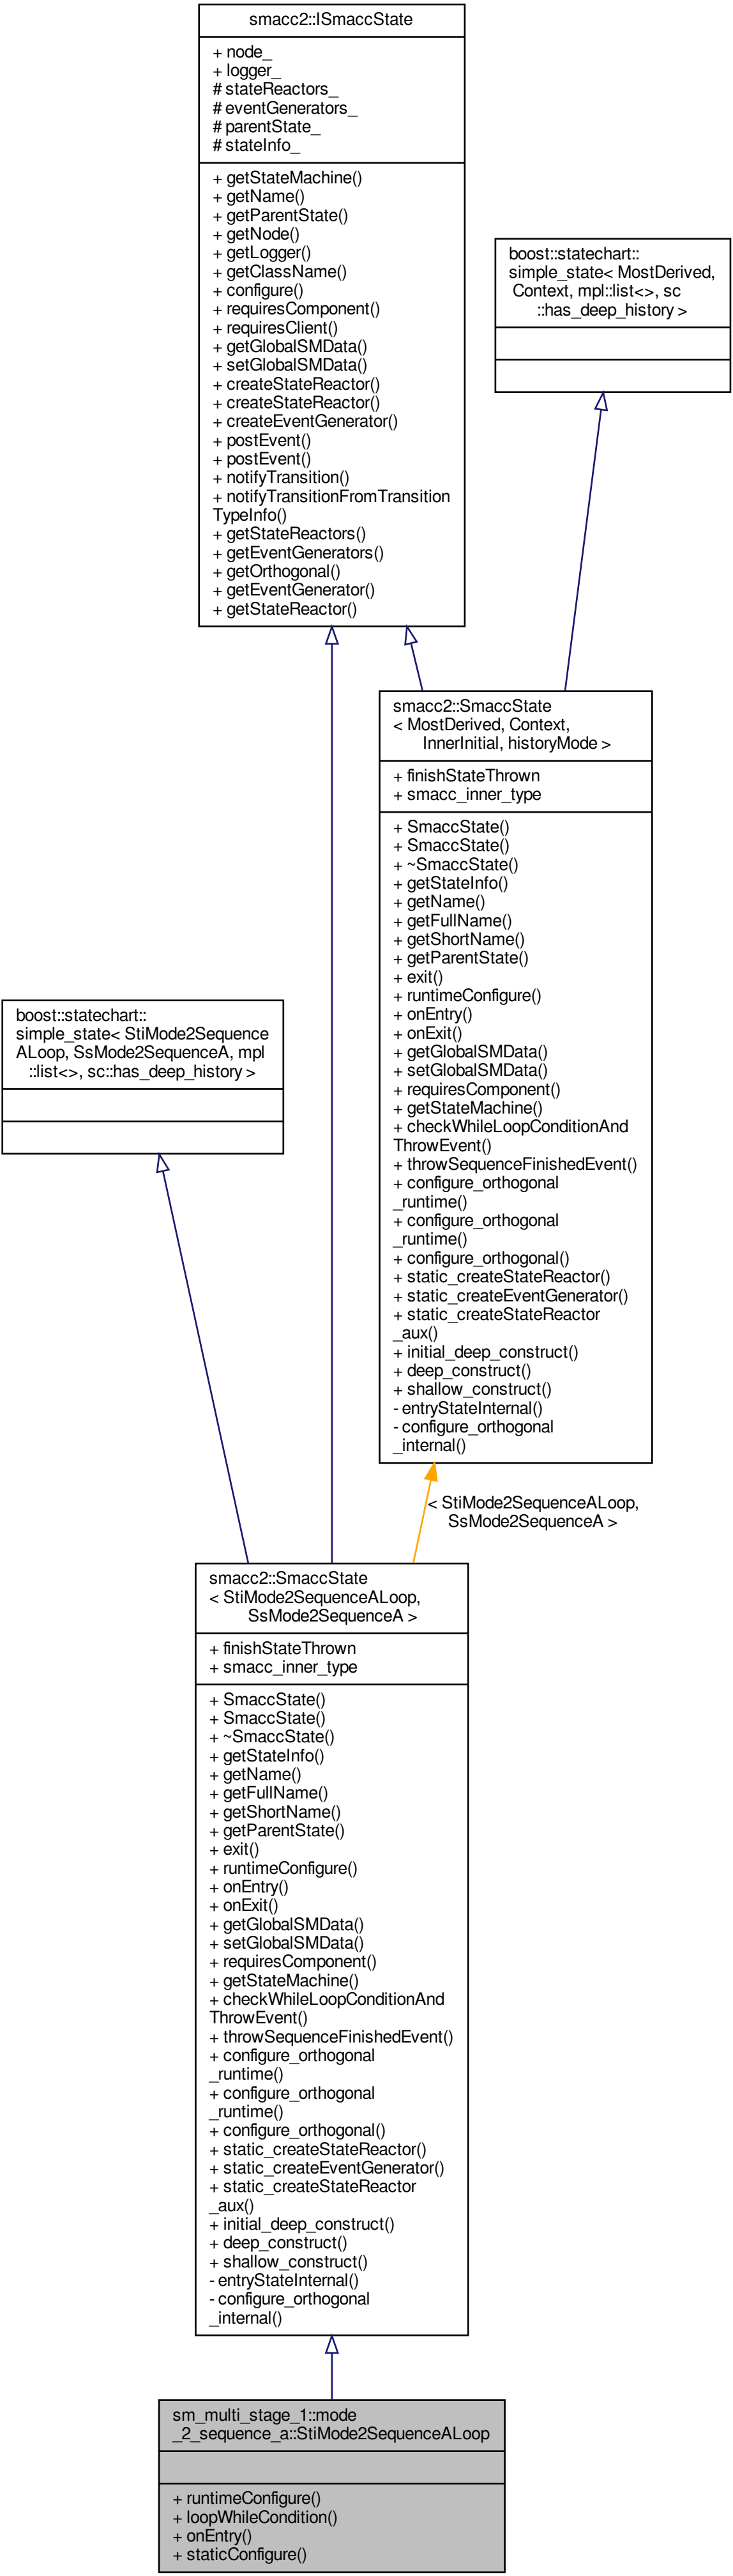 smacc2::ISmaccState
+ node_
+ logger_
# stateReactors_
# eventGenerators_
# parentState_
# stateInfo_
+ getStateMachine()
+ getName()
+ getParentState()
+ getNode()
+ getLogger()
+ getClassName()
+ configure()
+ requiresComponent()
+ requiresClient()
+ getGlobalSMData()
+ setGlobalSMData()
+ createStateReactor()
+ createStateReactor()
+ createEventGenerator()
+ postEvent()
+ postEvent()
+ notifyTransition()
+ notifyTransitionFromTransition
TypeInfo()
+ getStateReactors()
+ getEventGenerators()
+ getOrthogonal()
+ getEventGenerator()
+ getStateReactor()
boost::statechart::
simple_state< MostDerived,
Context, mpl::list<>, sc
::has_deep_history >
smacc2::SmaccState
< MostDerived, Context,
InnerInitial, historyMode >
+ finishStateThrown
+ smacc_inner_type
+ SmaccState()
+ SmaccState()
+ ~SmaccState()
+ getStateInfo()
+ getName()
+ getFullName()
+ getShortName()
+ getParentState()
+ exit()
+ runtimeConfigure()
+ onEntry()
+ onExit()
+ getGlobalSMData()
+ setGlobalSMData()
+ requiresComponent()
+ getStateMachine()
+ checkWhileLoopConditionAnd
ThrowEvent()
+ throwSequenceFinishedEvent()
+ configure_orthogonal
_runtime()
+ configure_orthogonal
_runtime()
+ configure_orthogonal()
+ static_createStateReactor()
+ static_createEventGenerator()
+ static_createStateReactor
_aux()
+ initial_deep_construct()
+ deep_construct()
+ shallow_construct()
- entryStateInternal()
- configure_orthogonal
_internal()
boost::statechart::
simple_state< StiMode2Sequence
ALoop, SsMode2SequenceA, mpl
::list<>, sc::has_deep_history >
< StiMode2SequenceALoop,
SsMode2SequenceA >
smacc2::SmaccState
< StiMode2SequenceALoop,
SsMode2SequenceA >
+ finishStateThrown
+ smacc_inner_type
+ SmaccState()
+ SmaccState()
+ ~SmaccState()
+ getStateInfo()
+ getName()
+ getFullName()
+ getShortName()
+ getParentState()
+ exit()
+ runtimeConfigure()
+ onEntry()
+ onExit()
+ getGlobalSMData()
+ setGlobalSMData()
+ requiresComponent()
+ getStateMachine()
+ checkWhileLoopConditionAnd
ThrowEvent()
+ throwSequenceFinishedEvent()
+ configure_orthogonal
_runtime()
+ configure_orthogonal
_runtime()
+ configure_orthogonal()
+ static_createStateReactor()
+ static_createEventGenerator()
+ static_createStateReactor
_aux()
+ initial_deep_construct()
+ deep_construct()
+ shallow_construct()
- entryStateInternal()
- configure_orthogonal
_internal()
sm_multi_stage_1::mode
_2_sequence_a::StiMode2SequenceALoop
+ runtimeConfigure()
+ loopWhileCondition()
+ onEntry()
+ staticConfigure()